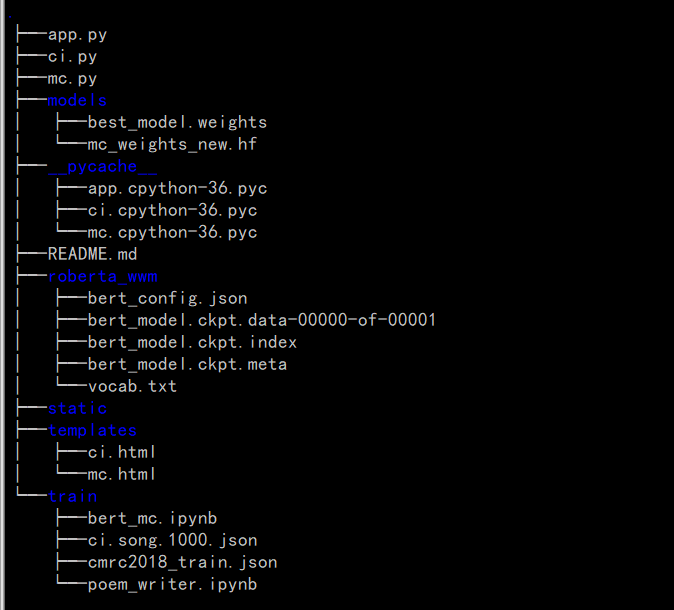 .
├──app.py
├──ci.py
├──mc.py
├──models
│   ├──best_model.weights
│   └──mc_weights_new.hf
├──__pycache__
│   ├──app.cpython-36.pyc
│   ├──ci.cpython-36.pyc
│   └──mc.cpython-36.pyc
├──README.md
├──roberta_wwm
│   ├──bert_config.json
│   ├──bert_model.ckpt.data-00000-of-00001
│   ├──bert_model.ckpt.index
│   ├──bert_model.ckpt.meta
│   └──vocab.txt
├──static
├──templates
│   ├──ci.html
│   └──mc.html
└──train
    ├──bert_mc.ipynb
    ├──ci.song.1000.json
    ├──cmrc2018_train.json
    └──poem_writer.ipynb